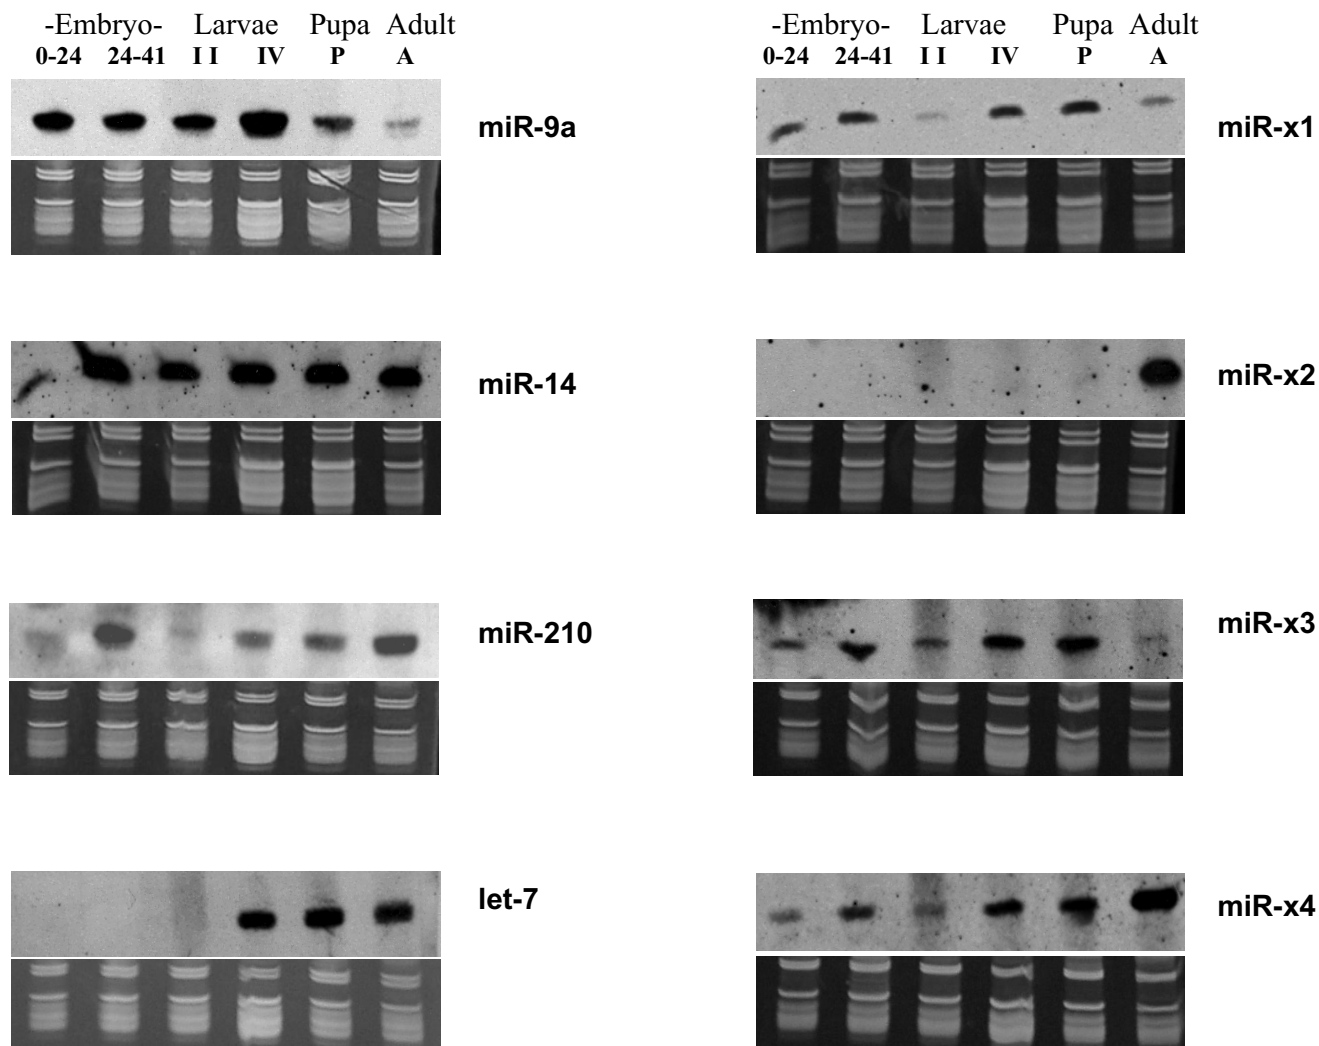 -Embryo- Larvae Pupa Adult
0-24 24-41 I I IV P A
miR-9a
miR-14
miR-210
let-7
-Embryo- Larvae Pupa Adult
0-24 24-41 I I IV P A
miR-x1
miR-x2
miR-x3
miR-x4